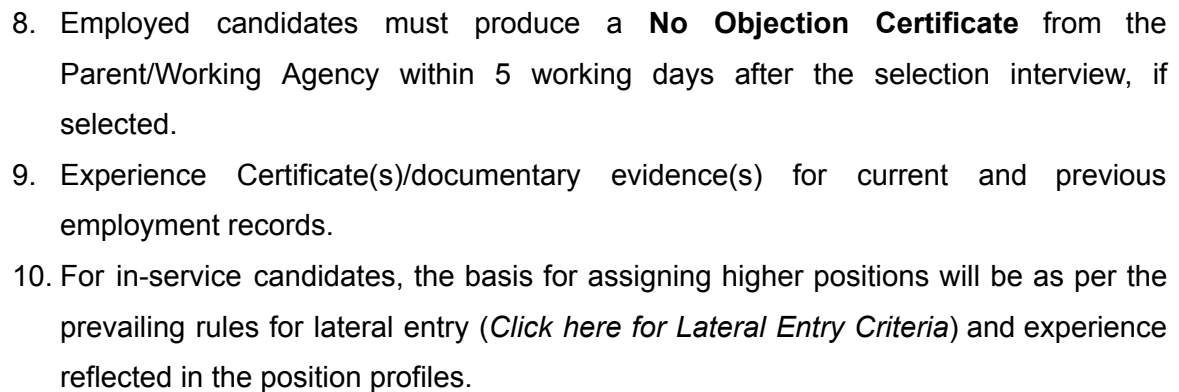 8. Employed candidates must produce a No Objection Certificate from the
Parent/Working Agency within 5 working days after the selection interview, if
selected.
9. Experience Certificate(s)/documentary evidence(s) for current and previous
employment records.
10. For in-service candidates, the basis for assigning higher positions will be as per the
prevailing rules for lateral entry (Click here for Lateral Entry Criteria) and experience
reflected in the position profiles.